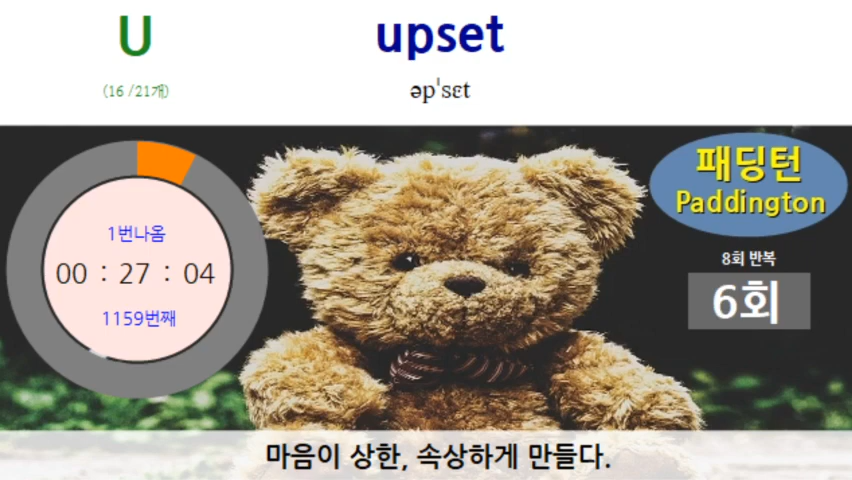 U
(16 /21개)
upset
əpˈsɛt
1번나옴
00 : 27 : 04
1159번째
패딩턴
Paddington
8회 반복
6회
마음이 상한, 속상하게 만들다.